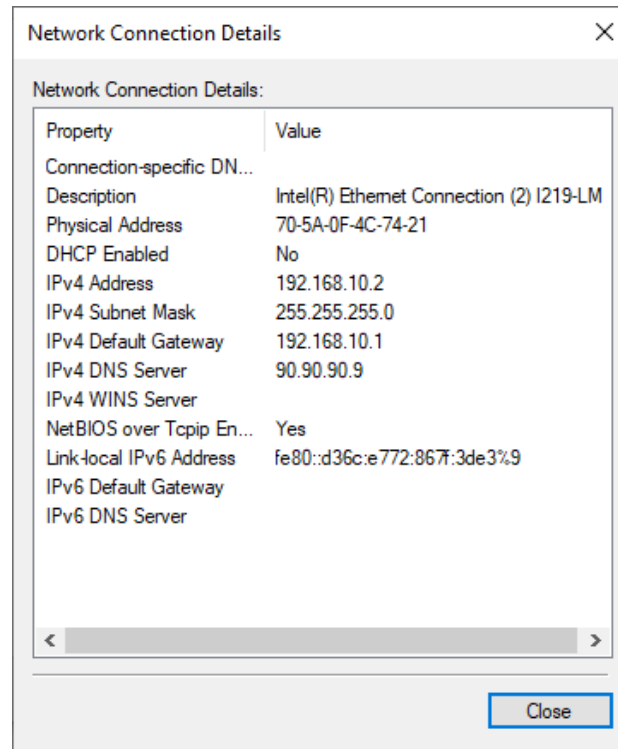 Network Connection Details
Network Connection Details:
Property Value
Connection-specific DN...
Description Intel(R) Ethernet Connection (2) I219-LM
Physical Address 70-5A-0F-4C-74-21
DHCP Enabled No
IPv4 Address 192.168.10.2
IPv4 Subnet Mask 255.255.255.0
IPv4 Default Gateway 192.168.10.1
IPv4 DNS Server 90.90.90.9
IPv4 WINS Server
NetBIOS over Tcpip En... Yes
Link-local IPv6 Address fe80::d36c:e772:867f:3de3%9
IPv6 Default Gateway
IPv6 DNS Server
Close